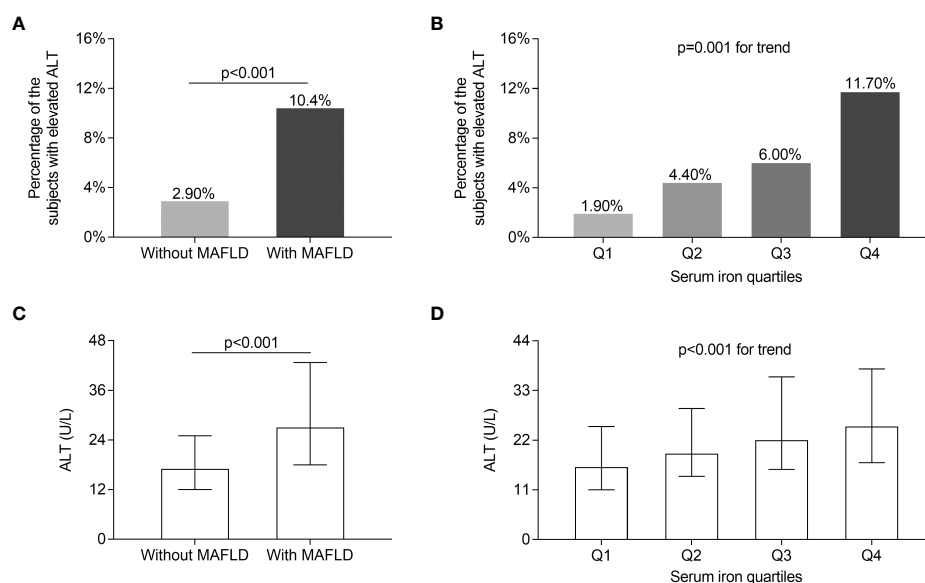 A
Pecenrtage of the
subjects with elevated ALT
16%
12%
8%
4%
0%
p<0.001
2.90%
10.4%
Without MAFLD
With MAFLD
B
Pecenrtage of the
subjects with elevated ALT
16%
12%
8%
4%
0%
p=0.001 for trend
1.90%
4.40%
6.00%
11.70%
Q1
Q2
Q3
Q4
Serum iron quartiles
C
ALT (U/L)
48
36
24
12
0
p<0.001
Without MAFLD
With MAFLD
D
ALT (U/L)
44
33
22
11
0
p<0.001 for trend
Q1
Q2
Q3
Q4
Serum iron quartiles